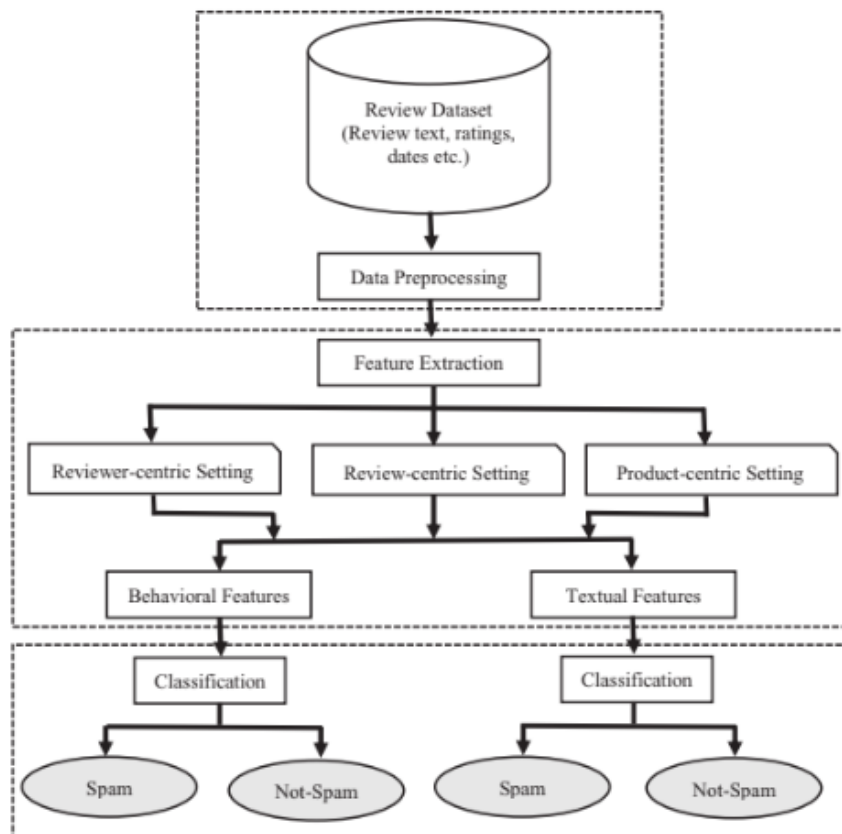 Review Dataset
(Review text, ratings,
dates etc.)
Data Preprocessing
Feature Extraction
Reviewer-centric Setting
Review-centric Setting
Product-centric Setting
Behavioral Features
Textual Features
Classification
Classification
Spam
Not-Spam
Spam
Not-Spam